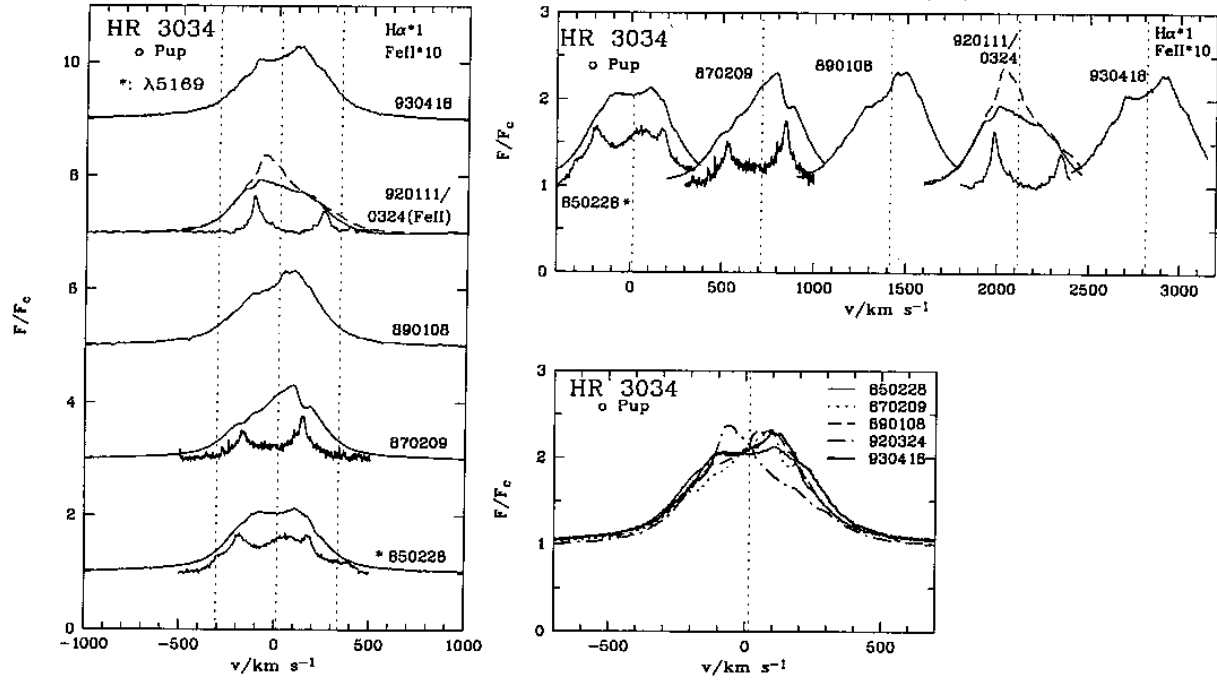 HR 3034
o Pup
*: λ5169
Hα*1
FeII*10
930418
920111/
0324(FeII)
890108
870209
* 850228
F/Fc
0
2
4
6
8
10
-1000
-500
0
500
1000
v/km s⁻¹
HR 3034
o Pup
870209
890108
920111/
0324
930418
Hα*1
FeII*10
850228 *
F/Fc
0
1
2
3
0
500
1000
1500
2000
2500
3000
v/km s⁻¹
HR 3034
o Pup
850228
870209
890108
920324
930418
F/Fc
0
1
2
3
-500
0
500
v/km s⁻¹